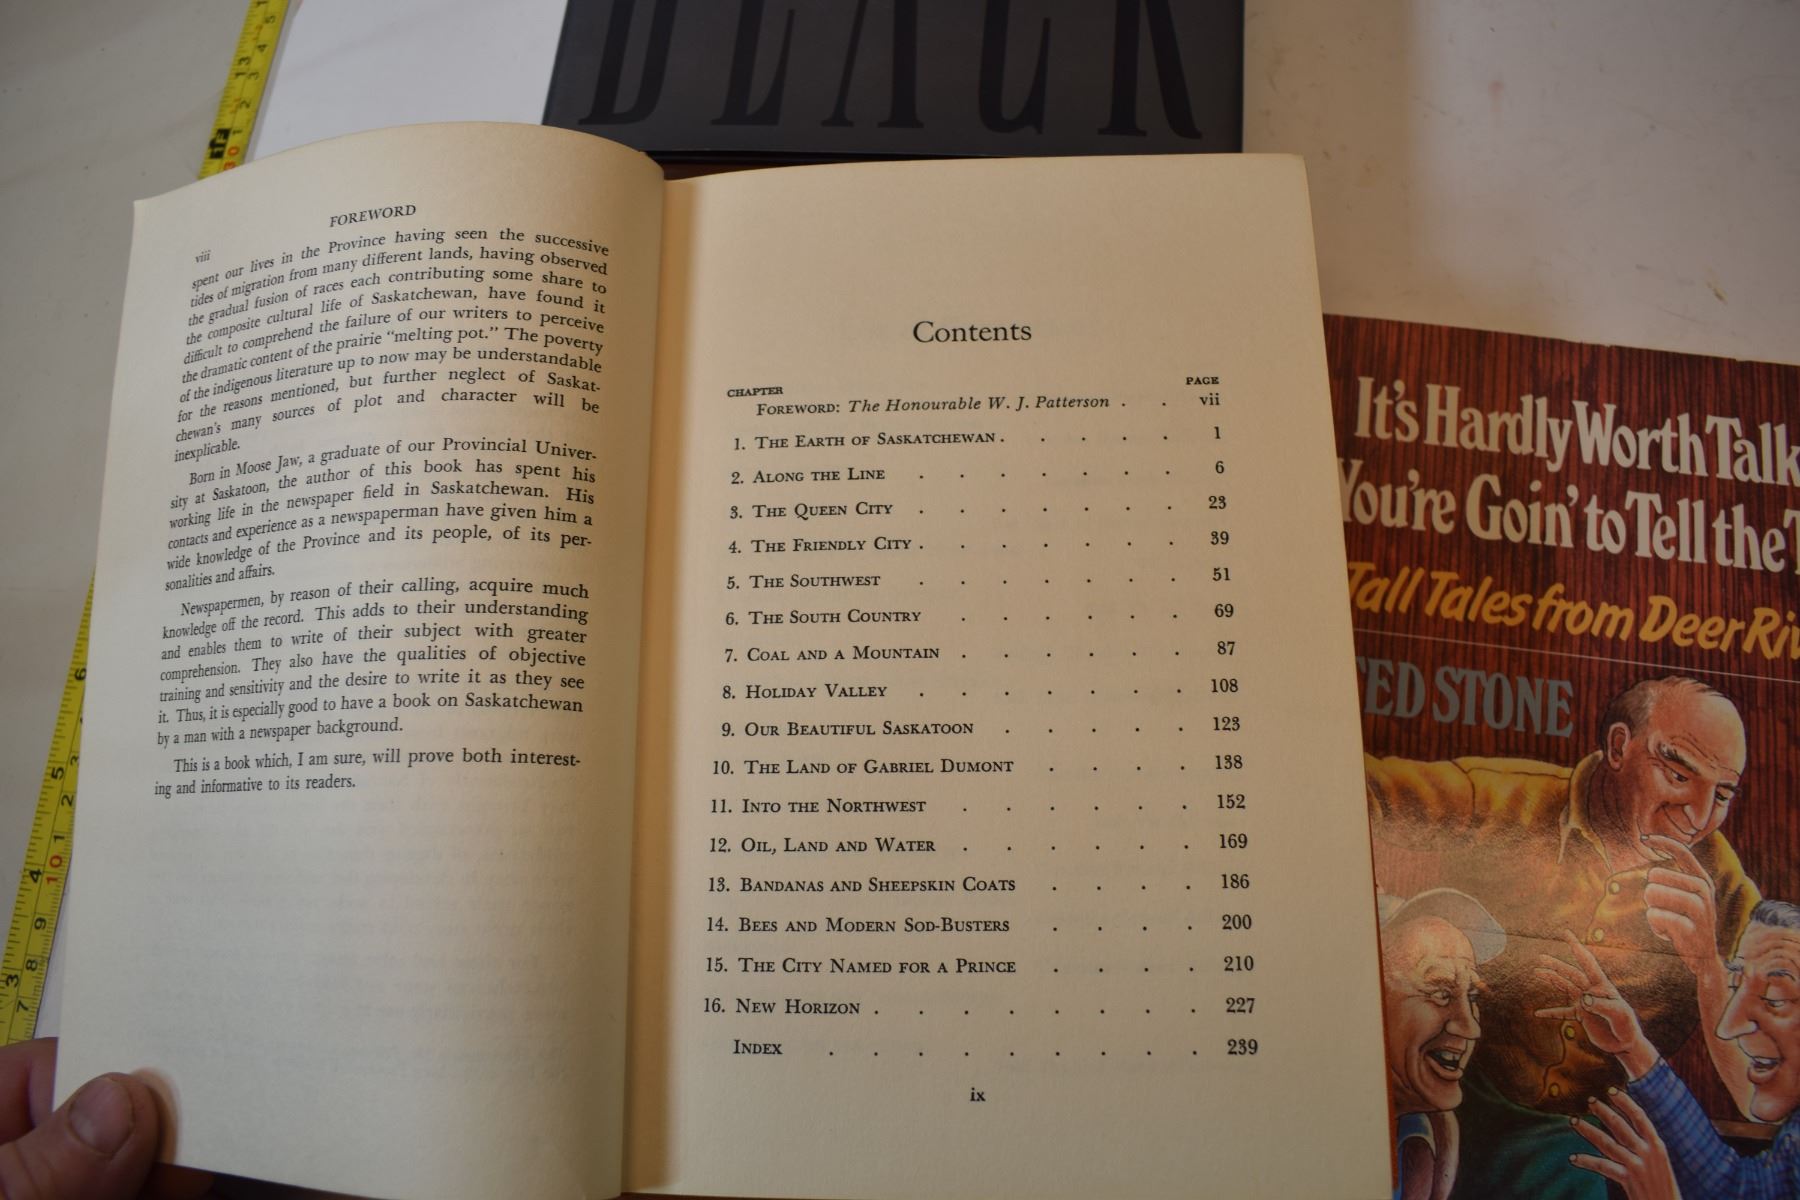 BLACK
viii
FOREWORD
spent our lives in the Province having seen the successive
tides of migration from many different lands, having observed
the gradual fusion of races each contributing some share to
the composite cultural life of Saskatchewan, have found it
difficult to comprehend the failure of our writers to perceive
the dramatic content of the prairie "melting pot." The poverty
of the indigenous literature up to now may be understandable
for the reasons mentioned, but further neglect of Saskat-
chewan's many sources of plot and character will be
inexplicable.
Born in Moose Jaw, a graduate of our Provincial Univer-
sity at Saskatoon, the author of this book has spent his
working life in the newspaper field in Saskatchewan. His
contacts and experience as a newspaperman have given him a
wide knowledge of the Province and its people, of its per-
sonalities and affairs.
Newspapermen, by reason of their calling, acquire much
knowledge off the record. This adds to their understanding
and enables them to write of their subject with greater
comprehension. They also have the qualities of objective
training and sensitivity and the desire to write it as they see
it. Thus, it is especially good to have a book on Saskatchewan
by a man with a newspaper background.
This is a book which, I am sure, will prove both interest-
ing and informative to its readers.
Contents
CHAPTER PAGE
FOREWORD: The Honourable W. J. Patterson . . vii
1. THE EARTH OF SASKATCHEWAN . . . . . 1
2. ALONG THE LINE . . . . . . . 6
3. THE QUEEN CITY . . . . . . . 23
4. THE FRIENDLY CITY . . . . . . . 39
5. THE SOUTHWEST . . . . . . . 51
6. THE SOUTH COUNTRY . . . . . . 69
7. COAL AND A MOUNTAIN . . . . . . 87
8. HOLIDAY VALLEY . . . . . . . 108
9. OUR BEAUTIFUL SASKATOON . . . . . 123
10. THE LAND OF GABRIEL DUMONT . . . . 138
11. INTO THE NORTHWEST . . . . . . 152
12. OIL, LAND AND WATER . . . . . . 169
13. BANDANAS AND SHEEPSKIN COATS . . . . 186
14. BEES AND MODERN SOD-BUSTERS . . . . 200
15. THE CITY NAMED FOR A PRINCE . . . . 210
16. NEW HORIZON . . . . . . . . 227
INDEX . . . . . . . . . 239
ix
It's Hardly Worth Talk
You're Goin' to Tell the T
Tall Tales from Deer Riv
TED STONE